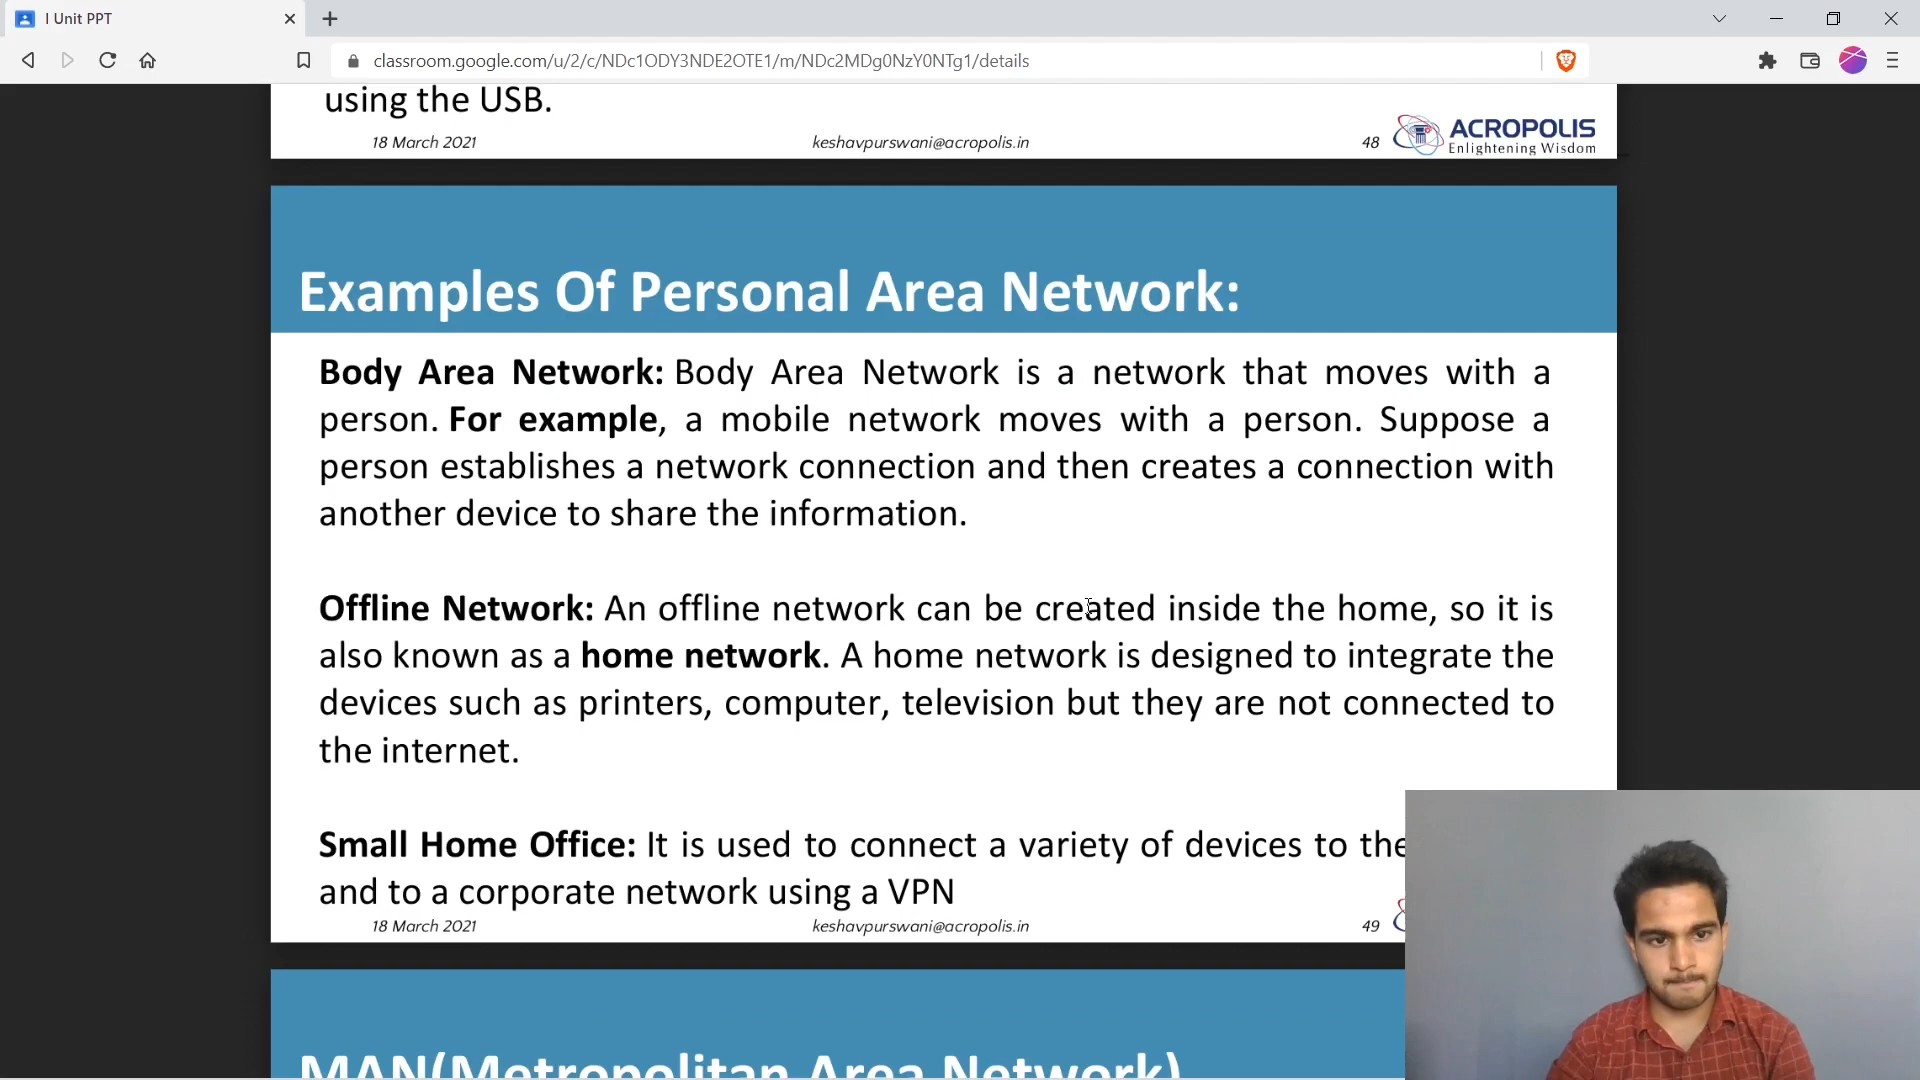 I Unit PPT
classroom.google.com/u/2/c/NDc1ODY3NDE2OTE1/m/NDc2MDg0NzY0NTg1/details
using the USB.
18 March 2021 keshavpurswani@acropolis.in 48 ACROPOLIS
Enlightening Wisdom
Examples Of Personal Area Network:
Body Area Network: Body Area Network is a network that moves with a
person. For example, a mobile network moves with a person. Suppose a
person establishes a network connection and then creates a connection with
another device to share the information.
Offline Network: An offline network can be created inside the home, so it is
also known as a home network. A home network is designed to integrate the
devices such as printers, computer, television but they are not connected to
the internet.
Small Home Office: It is used to connect a variety of devices to the
and to a corporate network using a VPN
18 March 2021 keshavpurswani@acropolis.in 49
MAN(Metropolitan Area Network)